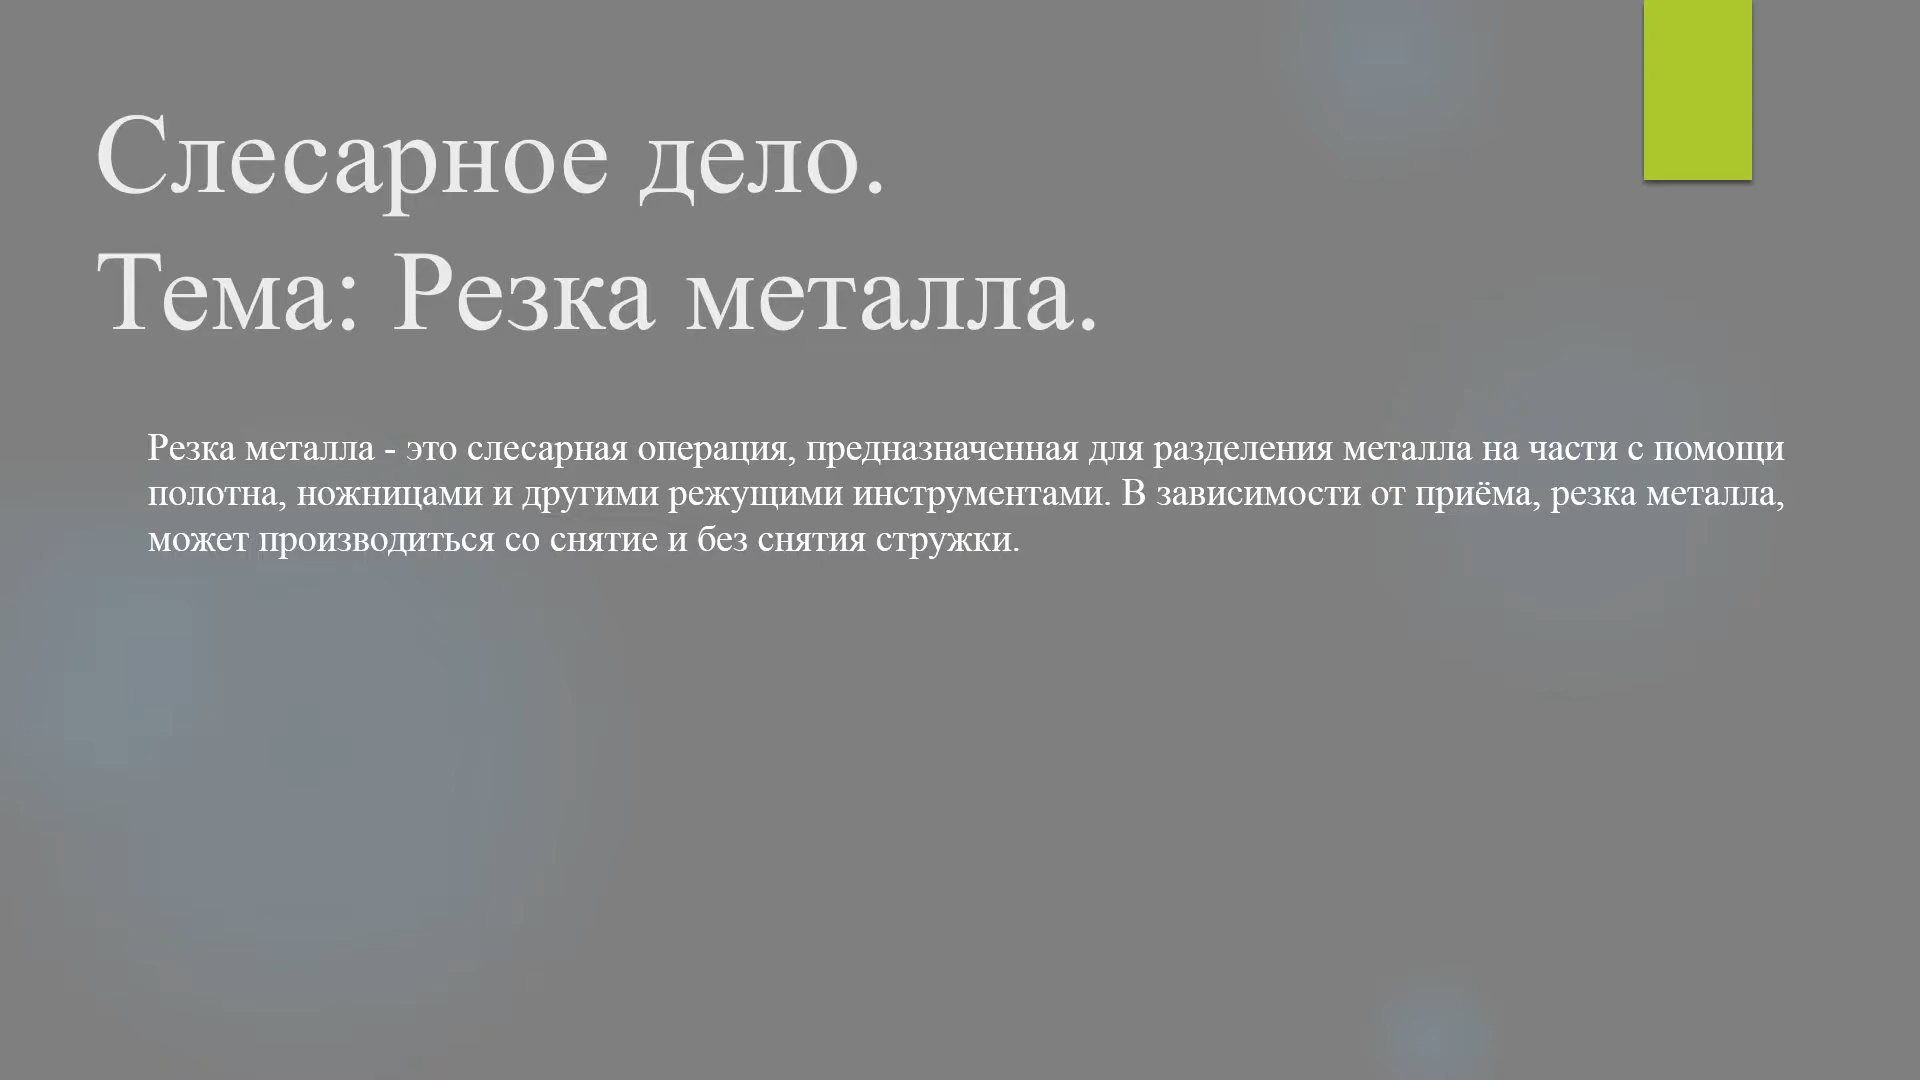 Слесарное дело.
Тема: Резка металла.
Резка металла - это слесарная операция, предназначенная для разделения металла на части с помощи
полотна, ножницами и другими режущими инструментами. В зависимости от приёма, резка металла,
может производиться со снятие и без снятия стружки.